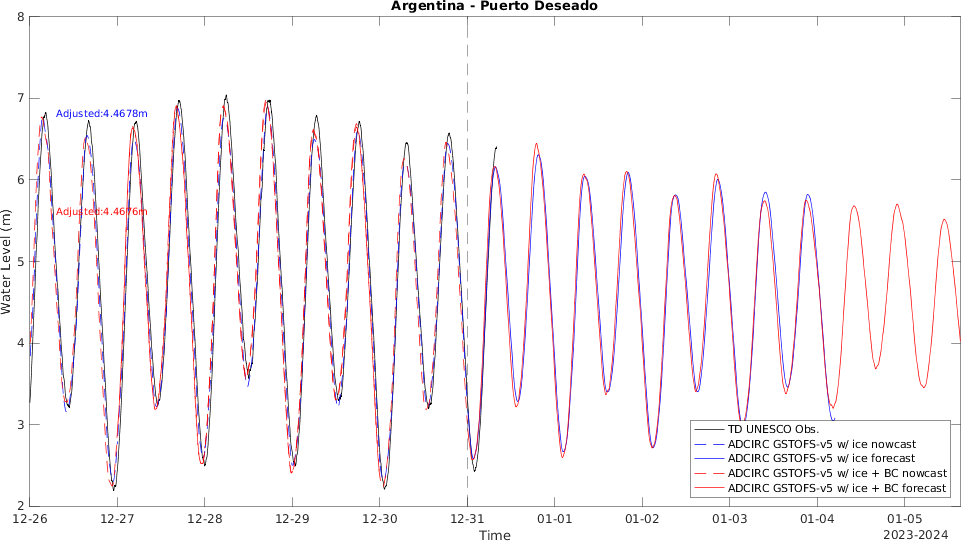 Argentina - Puerto Deseado
8
7
6
5
4
3
2
Water Level (m)
Adjusted:4.4678m
Adjusted:4.4676m
TD UNESCO Obs.
ADCIRC GSTOFS-v5 w/ ice nowcast
ADCIRC GSTOFS-v5 w/ ice forecast
ADCIRC GSTOFS-v5 w/ ice + BC nowcast
ADCIRC GSTOFS-v5 w/ ice + BC forecast
12-26 12-27 12-28 12-29 12-30 12-31 01-01 01-02 01-03 01-04 01-05
Time
2023-2024